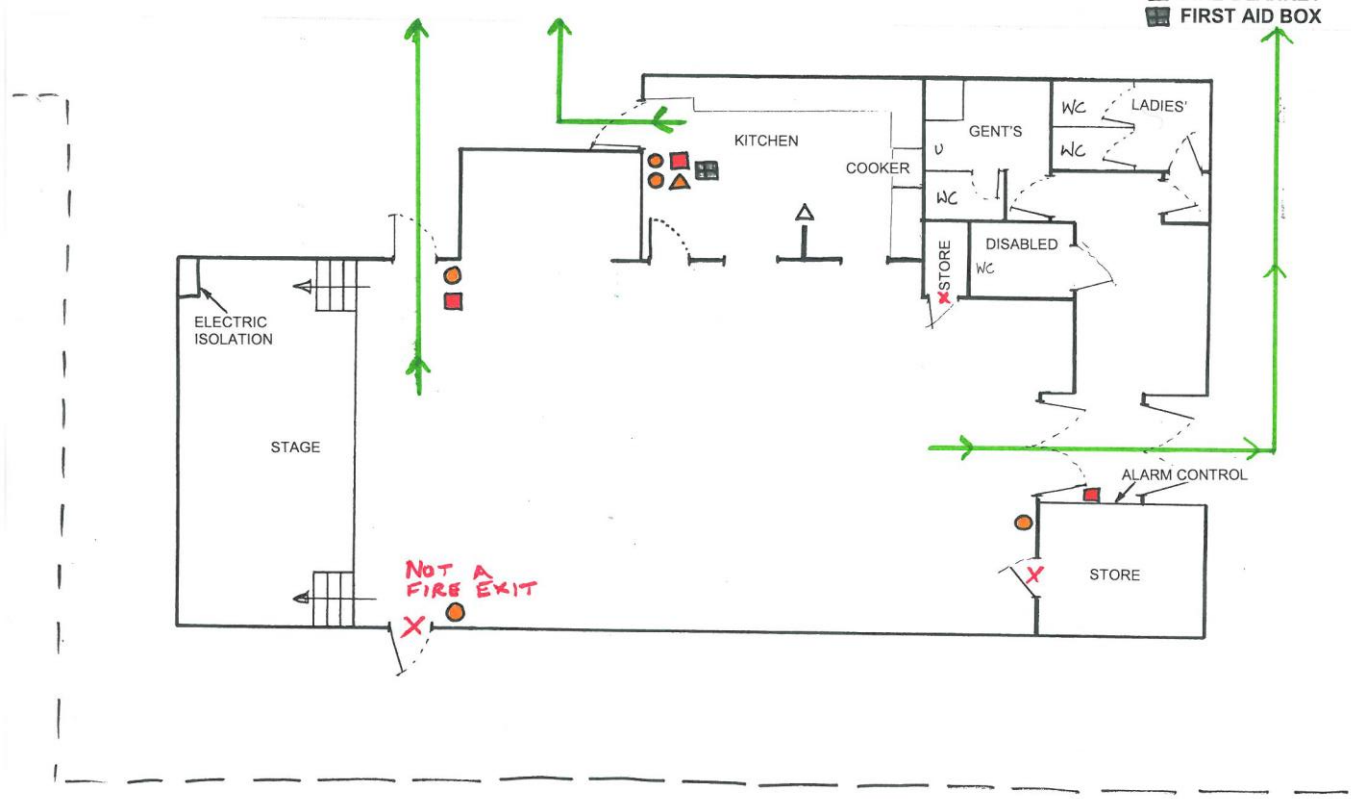 FIRST AID BOX
WC
LADIES'
GENT'S
KITCHEN
WC
U
COOKER
WC
DISABLED
STORE
WC
ELECTRIC
ISOLATION
STAGE
ALARM CONTROL
NOT A
FIRE EXIT
STORE